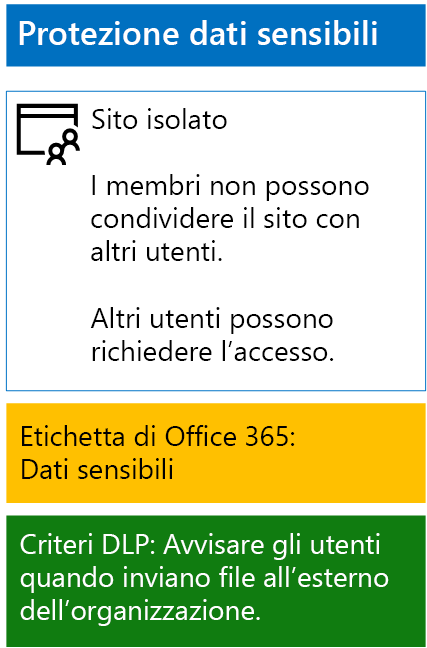 Protezione dati sensibili
Sito isolato
I membri non possono
condividere il sito con
altri utenti.
Altri utenti possono
richiedere l’accesso.
Etichetta di Office 365:
Dati sensibili
Criteri DLP: Avvisare gli utenti
quando inviano file all’esterno
dell’organizzazione.